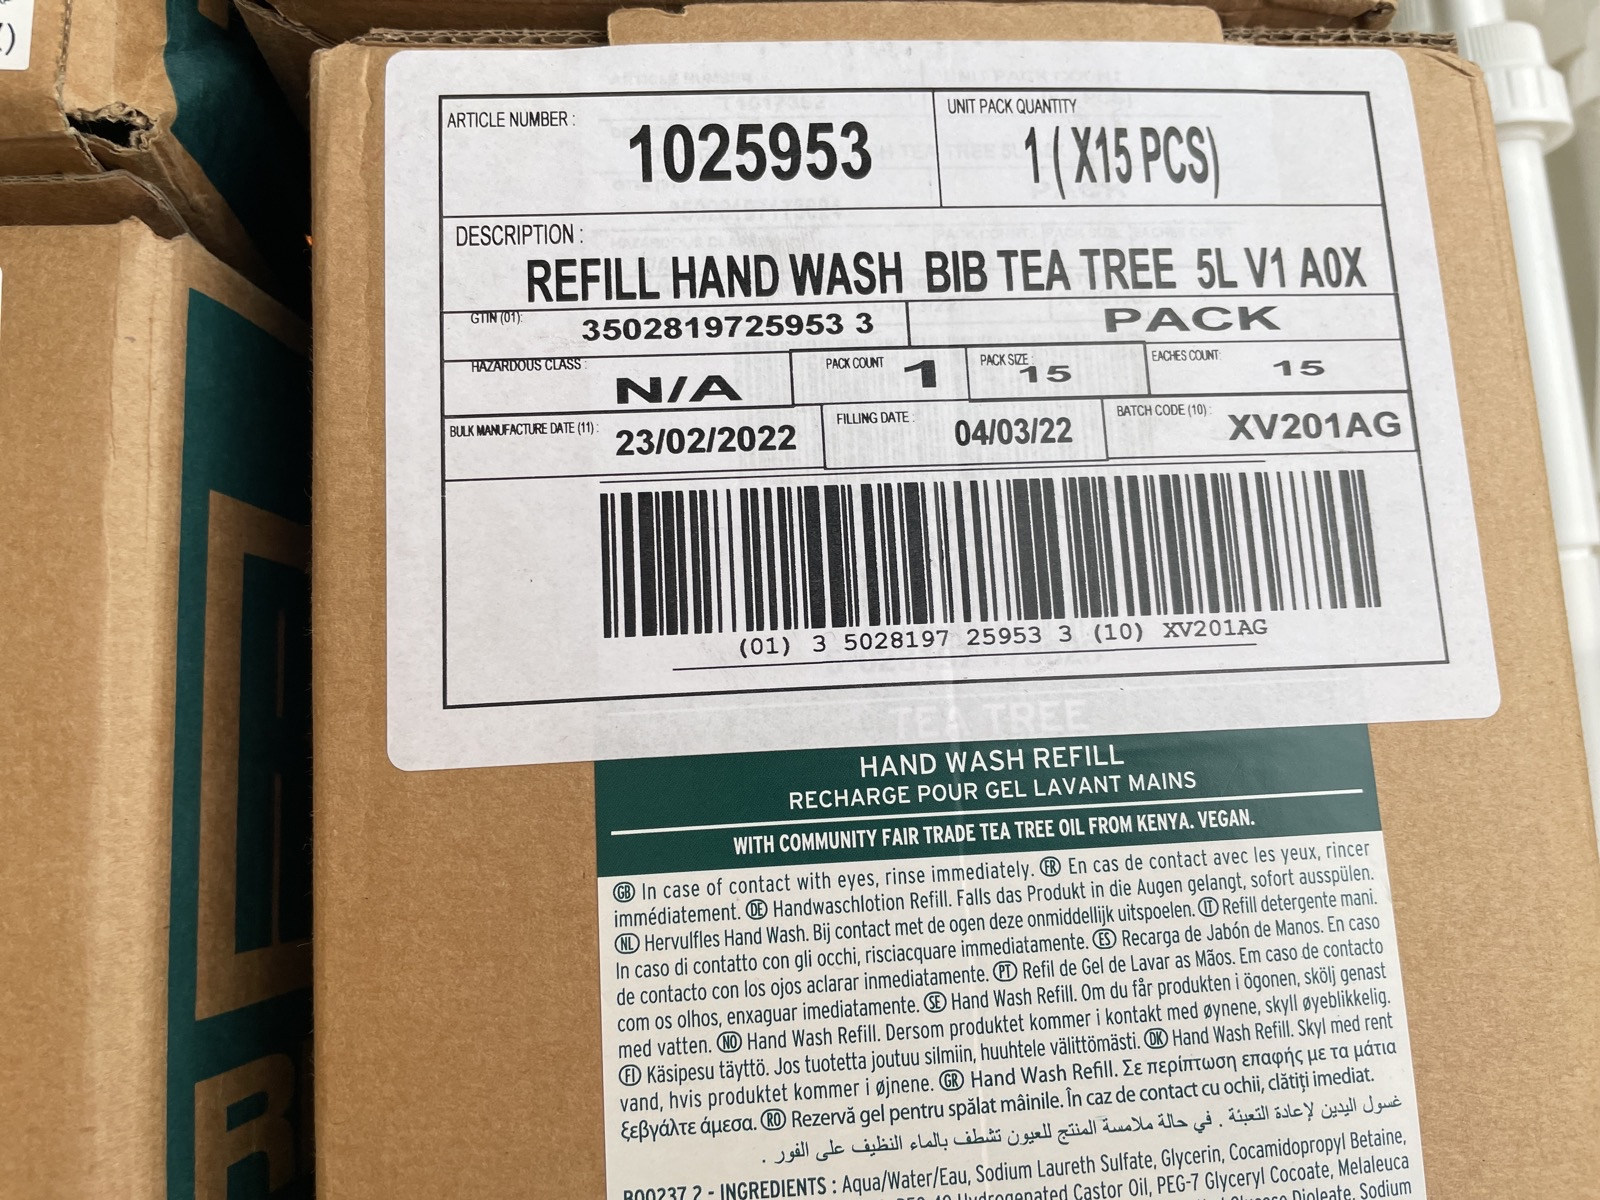 ARTICLE NUMBER :
1025953
UNIT PACK QUANTITY
1 ( X15 PCS)
DESCRIPTION :
REFILL HAND WASH BIB TEA TREE 5L V1 A0X
GTIN (01):
3502819725953 3
PACK
HAZARDOUS CLASS :
N/A
PACK COUNT
1
PACK SIZE :
15
EACHES COUNT:
15
BULK MANUFACTURE DATE (11) :
23/02/2022
FILLING DATE :
04/03/22
BATCH CODE (10) :
XV201AG
(01) 3 5028197 25953 3 (10) XV201AG
TEA TREE
HAND WASH REFILL
RECHARGE POUR GEL LAVANT MAINS
WITH COMMUNITY FAIR TRADE TEA TREE OIL FROM KENYA. VEGAN.
GB In case of contact with eyes, rinse immediately. FR En cas de contact avec les yeux, rincer
immédiatement. DE Handwaschlotion Refill. Falls das Produkt in die Augen gelangt, sofort ausspülen.
NL Hervulfles Hand Wash. Bij contact met de ogen deze onmiddellijk uitspoelen. IT Refill detergente mani.
In caso di contatto con gli occhi, risciacquare immediatamente. ES Recarga de Jabón de Manos. En caso
de contacto con los ojos aclarar inmediatamente. PT Refil de Gel de Lavar as Mãos. Em caso de contacto
com os olhos, enxaguar imediatamente. SE Hand Wash Refill. Om du får produkten i ögonen, skölj genast
med vatten. NO Hand Wash Refill. Dersom produktet kommer i kontakt med øynene, skyll øyeblikkelig.
FI Käsipesu täyttö. Jos tuotetta joutuu silmiin, huuhtele välittömästi. DK Hand Wash Refill. Skyl med rent
vand, hvis produktet kommer i øjnene. GR Hand Wash Refill. Σε περίπτωση επαφής με τα μάτια
ξεβγάλτε άμεσα. RO Rezervă gel pentru spălat mâinile. În caz de contact cu ochii, clătiți imediat.
غسول اليدين لإعادة التعبئة . في حالة ملامسة المنتج للعيون تشطف بالماء النظيف على الفور .
B00237 2 - INGREDIENTS : Aqua/Water/Eau, Sodium Laureth Sulfate, Glycerin, Cocamidopropyl Betaine,
Hydrogenated Castor Oil, PEG-7 Glyceryl Cocoate, Melaleuca
Dioleate, Sodium